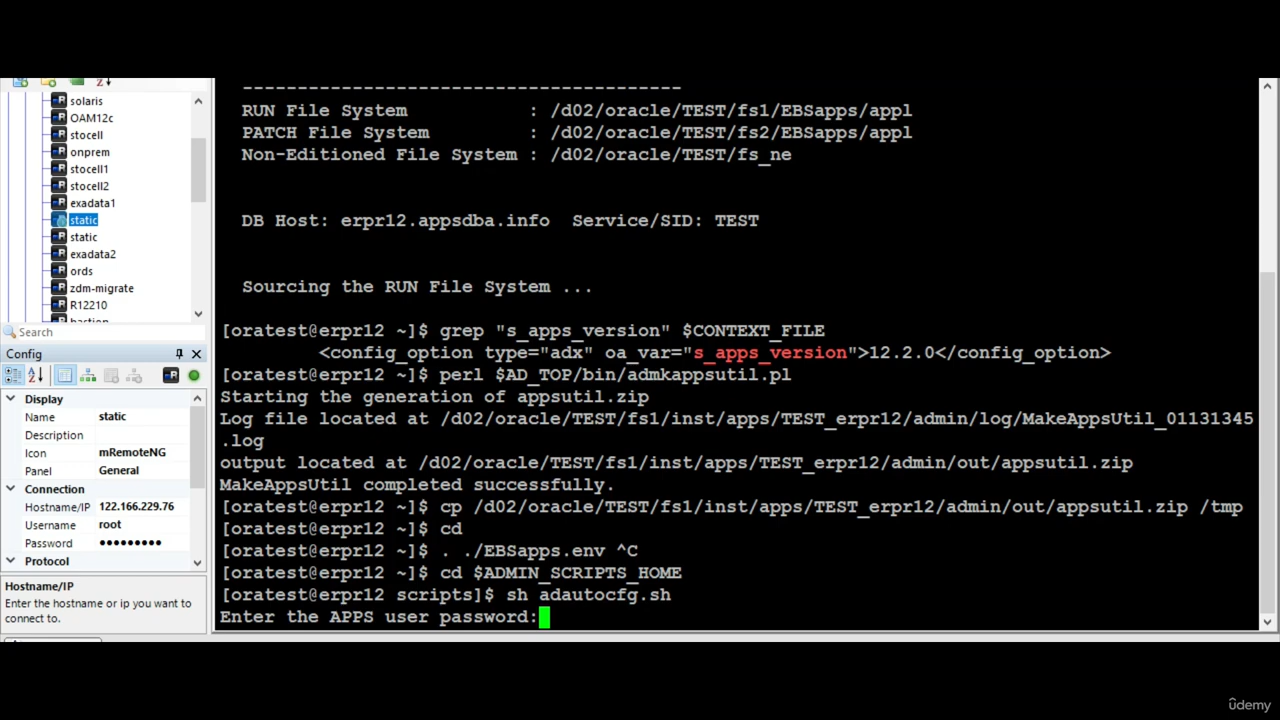 solaris
OAM12c
stocell
onprem
stocell1
stocell2
exadata1
static
static
exadata2
ords
zdm-migrate
R12210
bastion
Search
Config
Display
Name static
Description
Icon mRemoteNG
Panel General
Connection
Hostname/IP 122.166.229.76
Username root
Password ●●●●●●●●●
Protocol
Hostname/IP
Enter the hostname or ip you want to
connect to.
---------------------------------------
RUN File System : /d02/oracle/TEST/fs1/EBSapps/appl
PATCH File System : /d02/oracle/TEST/fs2/EBSapps/appl
Non-Editioned File System : /d02/oracle/TEST/fs_ne
DB Host: erpr12.appsdba.info Service/SID: TEST
Sourcing the RUN File System ...
[oratest@erpr12 ~]$ grep "s_apps_version" $CONTEXT_FILE
<config_option type="adx" oa_var="s_apps_version">12.2.0</config_option>
[oratest@erpr12 ~]$ perl $AD_TOP/bin/admkappsutil.pl
Starting the generation of appsutil.zip
Log file located at /d02/oracle/TEST/fs1/inst/apps/TEST_erpr12/admin/log/MakeAppsUtil_01131345
.log
output located at /d02/oracle/TEST/fs1/inst/apps/TEST_erpr12/admin/out/appsutil.zip
MakeAppsUtil completed successfully.
[oratest@erpr12 ~]$ cp /d02/oracle/TEST/fs1/inst/apps/TEST_erpr12/admin/out/appsutil.zip /tmp
[oratest@erpr12 ~]$ cd
[oratest@erpr12 ~]$ . ./EBSapps.env ^C
[oratest@erpr12 ~]$ cd $ADMIN_SCRIPTS_HOME
[oratest@erpr12 scripts]$ sh adautocfg.sh
Enter the APPS user password:
ûdemy